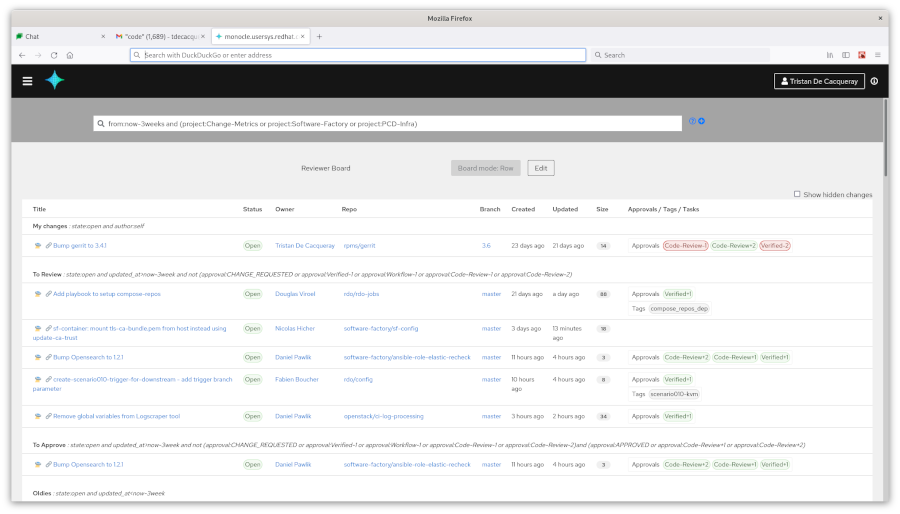 Mozilla Firefox
Chat
"code" (1,689) - tdecacqu
monocle.usersys.redhat.
Search with DuckDuckGo or enter address
Search
Tristan De Cacqueray
from:now-3weeks and (project:Change-Metrics or project:Software-Factory or project:PCD-Infra)
Reviewer Board
Board mode: Row
Edit
Show hidden changes
Title Status Owner Repo Branch Created Updated Size Approvals / Tags / Tasks
My changes : state:open and author:self
Bump gerrit to 3.4.1 Open Tristan De Cacqueray rpms/gerrit 3.6 23 days ago 21 days ago 14 Approvals Code-Review-1 Code-Review+2 Verified-2
To Review : state:open and updated_at>now-3week and not (approval:CHANGE_REQUESTED or approval:Verified-1 or approval:Workflow-1 or approval:Code-Review-1 or approval:Code-Review-2)
Add playbook to setup compose-repos Open Douglas Viroel rdo/rdo-jobs master 21 days ago a day ago 88 Approvals Verified+1
Tags compose_repos_dep
sf-container: mount tls-ca-bundle.pem from host instead using Open Nicolas Hicher software-factory/sf-config master 3 days ago 13 minutes 18
update-ca-trust ago
Bump Opensearch to 1.2.1 Open Daniel Pawlik software-factory/ansible-role-elastic-recheck master 11 hours ago 4 hours ago 3 Approvals Code-Review+2 Code-Review+1 Verified+1
create-scenario010-trigger-for-downstream - add trigger branch Open Fabien Boucher rdo/config master 10 hours 4 hours ago Approvals Verified+1
parameter ago Tags scenario010-kvm
Remove global variables from Logscraper tool Open Daniel Pawlik openstack/ci-log-processing master 3 hours ago 2 hours ago 34 Approvals Verified+1
To Approve : state:open and updated_at>now-3week and not (approval:CHANGE_REQUESTED or approval:Verified-1 or approval:Workflow-1 or approval:Code-Review-1 or approval:Code-Review-2)and (approval:APPROVED or approval:Code-Review+1 or approval:Code-Review+2)
Bump Opensearch to 1.2.1 Open Daniel Pawlik software-factory/ansible-role-elastic-recheck master 11 hours ago 4 hours ago 3 Approvals Code-Review+2 Code-Review+1 Verified+1
Oldies : state:open and updated_at<now-3week